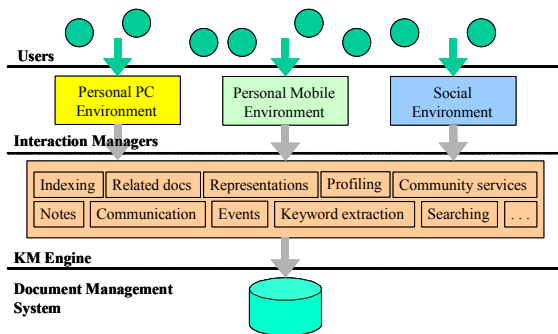 Users
Personal PC
Environment
Personal Mobile
Environment
Social
Environment
Interaction Managers
Indexing
Related docs
Representations
Profiling
Community services
Notes
Communication
Events
Keyword extraction
Searching
. . .
KM Engine
Document Management
System